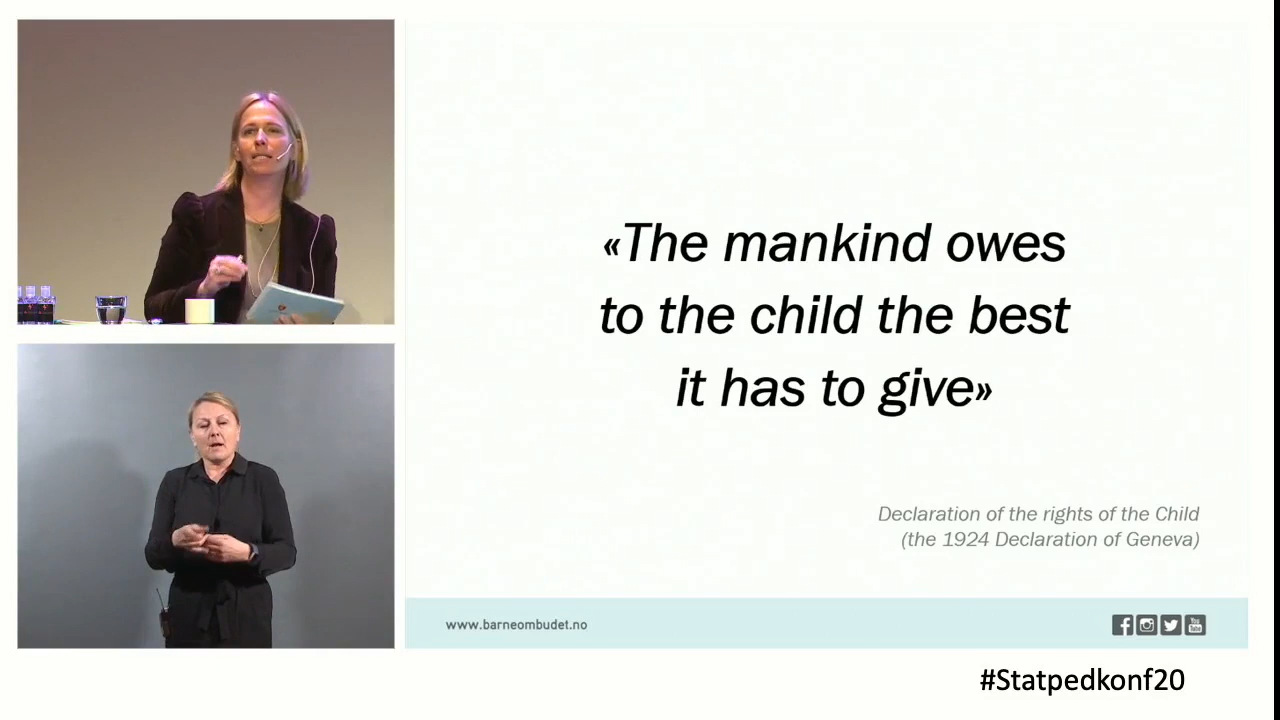 «The mankind owes
to the child the best
it has to give»
Declaration of the rights of the Child
(the 1924 Declaration of Geneva)
www.barneombudet.no
#Statpedkonf20